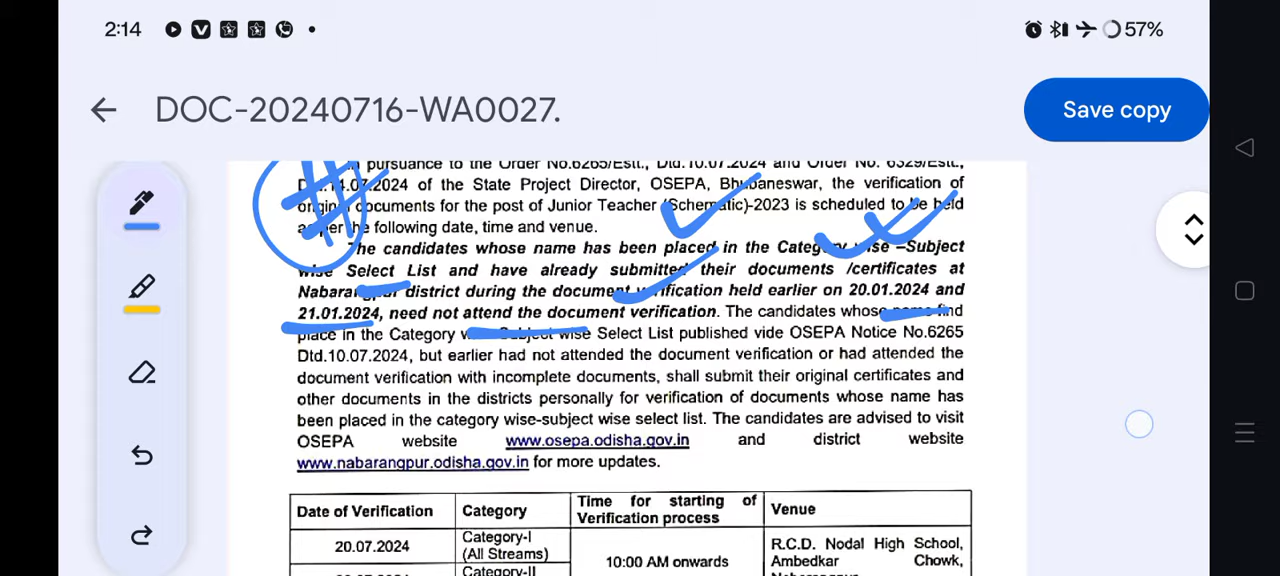 2:14
57%
DOC-20240716-WA0027.
Save copy
In pursuance to the Order No.6265/Estt., Dtd.10.07.2024 and Order No. 6329/Estt.,
Dtd.14.07.2024 of the State Project Director, OSEPA, Bhubaneswar, the verification of
original documents for the post of Junior Teacher (Schematic)-2023 is scheduled to be held
as per the following date, time and venue.
The candidates whose name has been placed in the Category wise –Subject
wise Select List and have already submitted their documents /certificates at
Nabarangpur district during the document verification held earlier on 20.01.2024 and
21.01.2024, need not attend the document verification. The candidates whose name find
place in the Category wise-Subject wise Select List published vide OSEPA Notice No.6265
Dtd.10.07.2024, but earlier had not attended the document verification or had attended the
document verification with incomplete documents, shall submit their original certificates and
other documents in the districts personally for verification of documents whose name has
been placed in the category wise-subject wise select list. The candidates are advised to visit
OSEPA website www.osepa.odisha.gov.in and district website
www.nabarangpur.odisha.gov.in for more updates.
Date of Verification Category Time for starting of Verification process Venue
20.07.2024 Category-I (All Streams) 10:00 AM onwards R.C.D. Nodal High School, Ambedkar Chowk,
Category-II